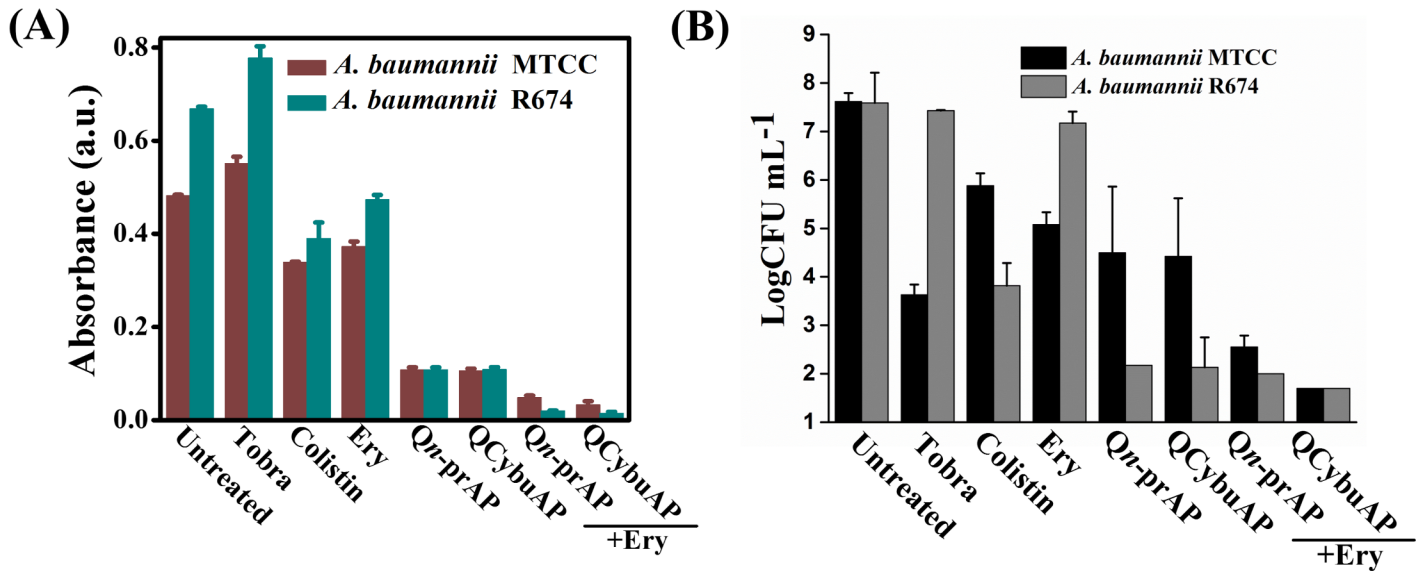 (A)
Absorbance (a.u.)
0.8
0.6
0.4
0.2
0.0
A. baumannii MTCC
A. baumannii R674
Untreated
Tobra
Colistin
Ery
Qn-prAP
QCybuAP
Qn-prAP
QCybuAP
+Ery
(B)
LogCFU mL-1
9
8
7
6
5
4
3
2
1
A. baumannii MTCC
A. baumannii R674
Untreated
Tobra
Colistin
Ery
Qn-prAP
QCybuAP
Qn-prAP
QCybuAP
+Ery